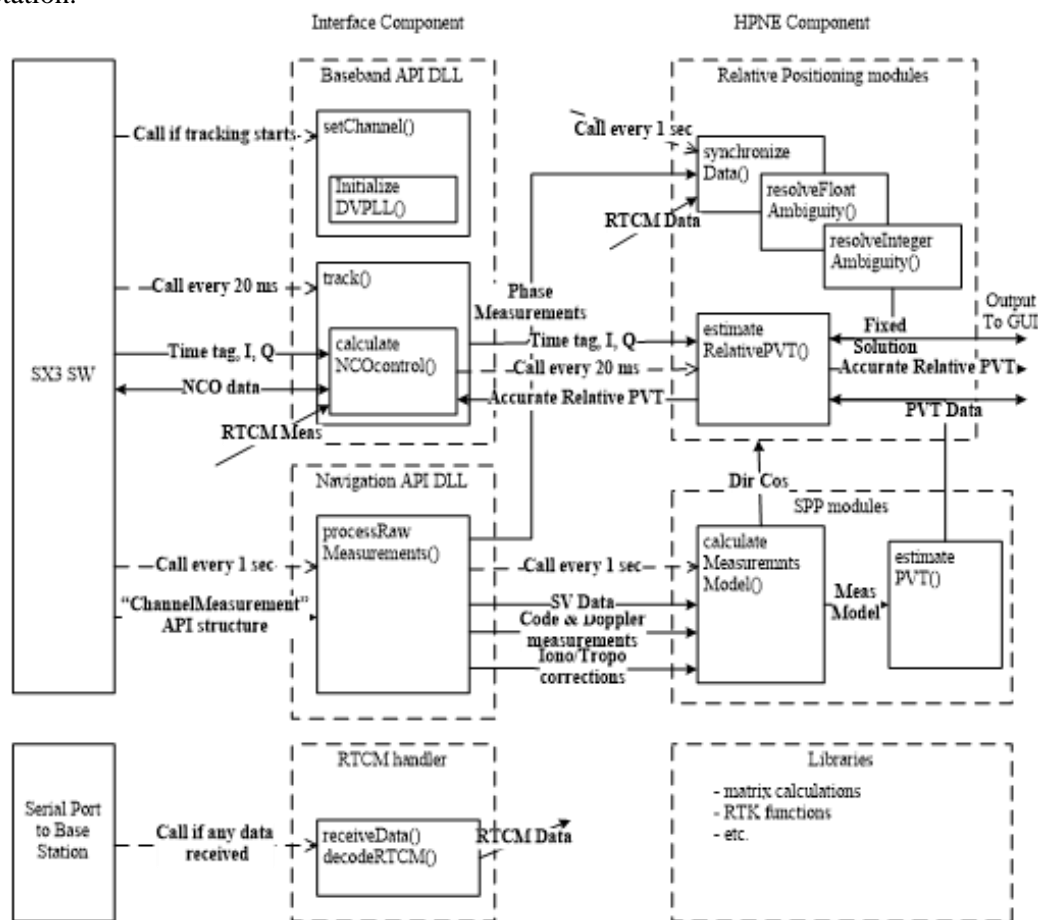 station.
Interface Component
HPNE Component
Baseband API DLL
Relative Positioning modules
setChannel()
Initialize
DVPLL()
Call if tracking starts
Call every 1 sec
synchronize
Data()
resolveFloat
Ambiguity()
resolveInteger
Ambiguity()
RTCM Data
track()
Call every 20 ms
Phase
Measurements
calculate
NCOcontrol()
Time tag, I, Q
Time tag, I, Q
estimate
RelativePVT()
Fixed
Solution
Output
To GUI
SX3 SW
NCO data
Call every 20 ms
Accurate Relative PVT
Accurate Relative PVT
RTCM Meas
PVT Data
Navigation API DLL
Dir Cos
SPP modules
processRaw
Measurements()
calculate
Measuremnts
Model()
estimate
PVT()
Call every 1 sec
Call every 1 sec
"ChannelMeasurement"
API structure
SV Data
Code & Doppler
measurements
Iono/Tropo
corrections
Meas
Model
RTCM handler
Libraries
Serial Port
to Base
Station
Call if any data
received
receiveData()
decodeRTCM()
RTCM Data
- matrix calculations
- RTK functions
- etc.